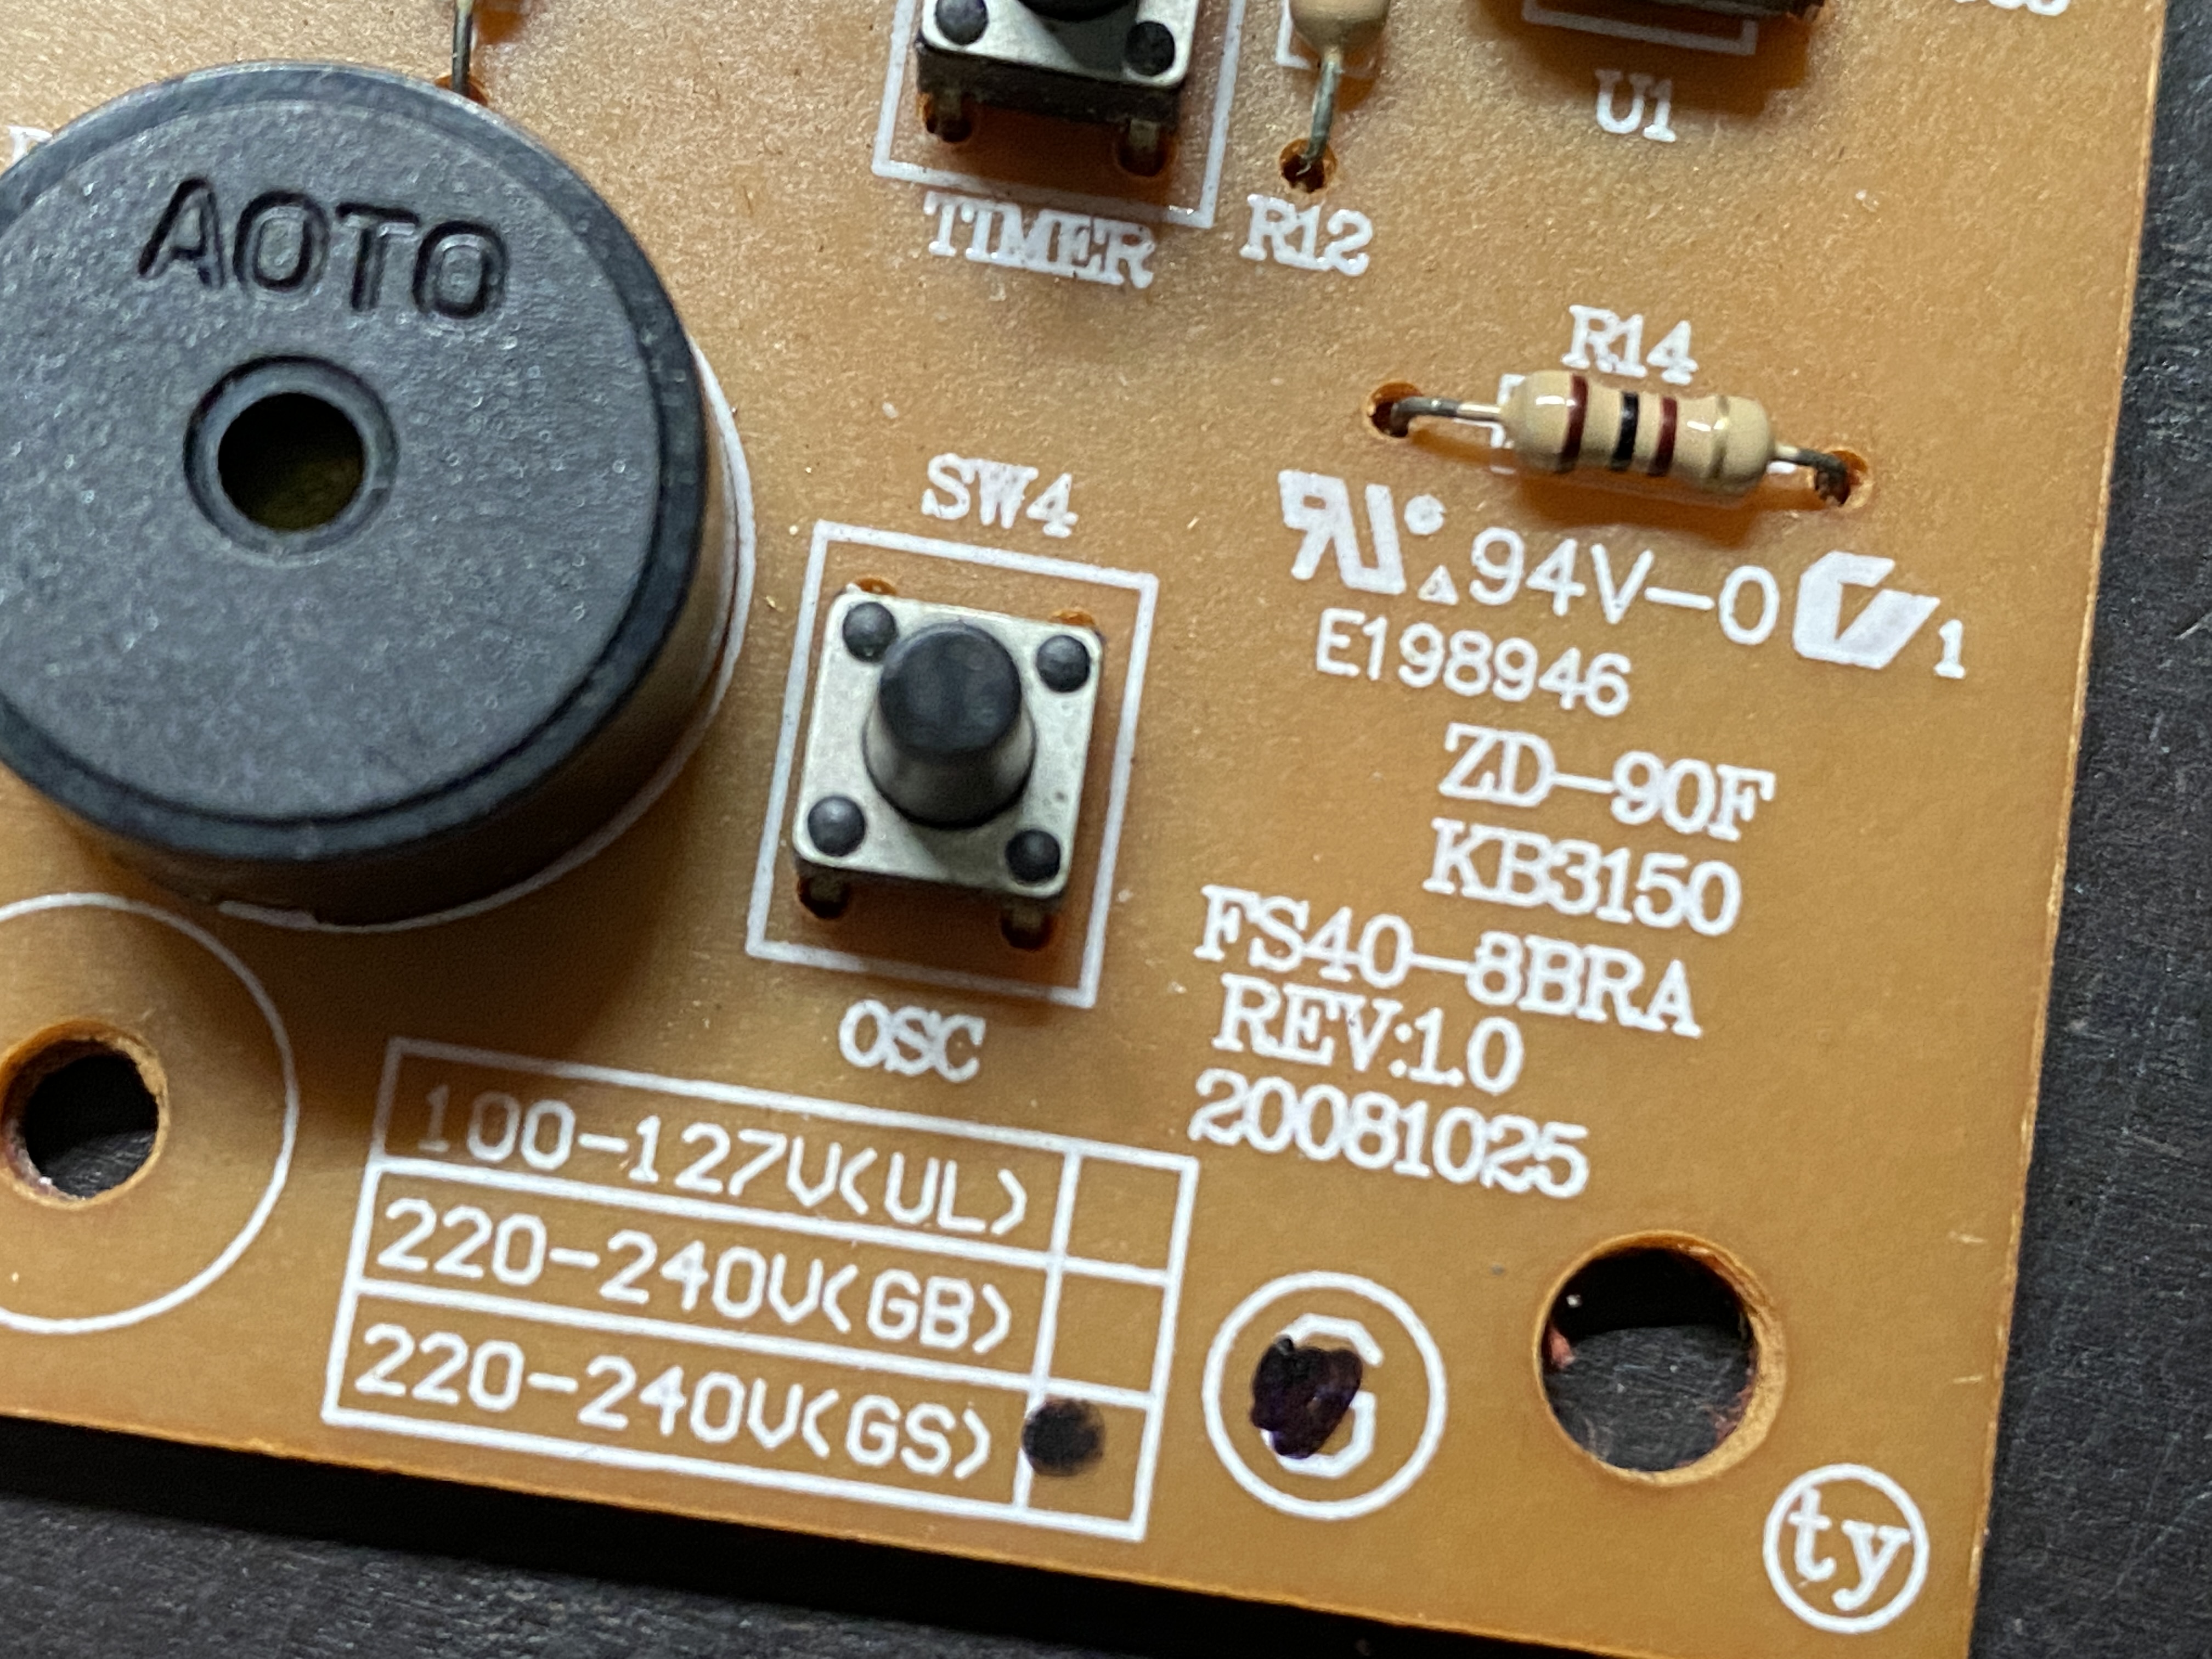 AOTO
TIMER
R12
U1
R14
SW4
94V-0 1
E198946
ZD-90F
KB3150
FS40-8BRA
REV:1.0
20081025
OSC
100-127V(UL)
220-240V(GB)
220-240V(GS)
G
ty